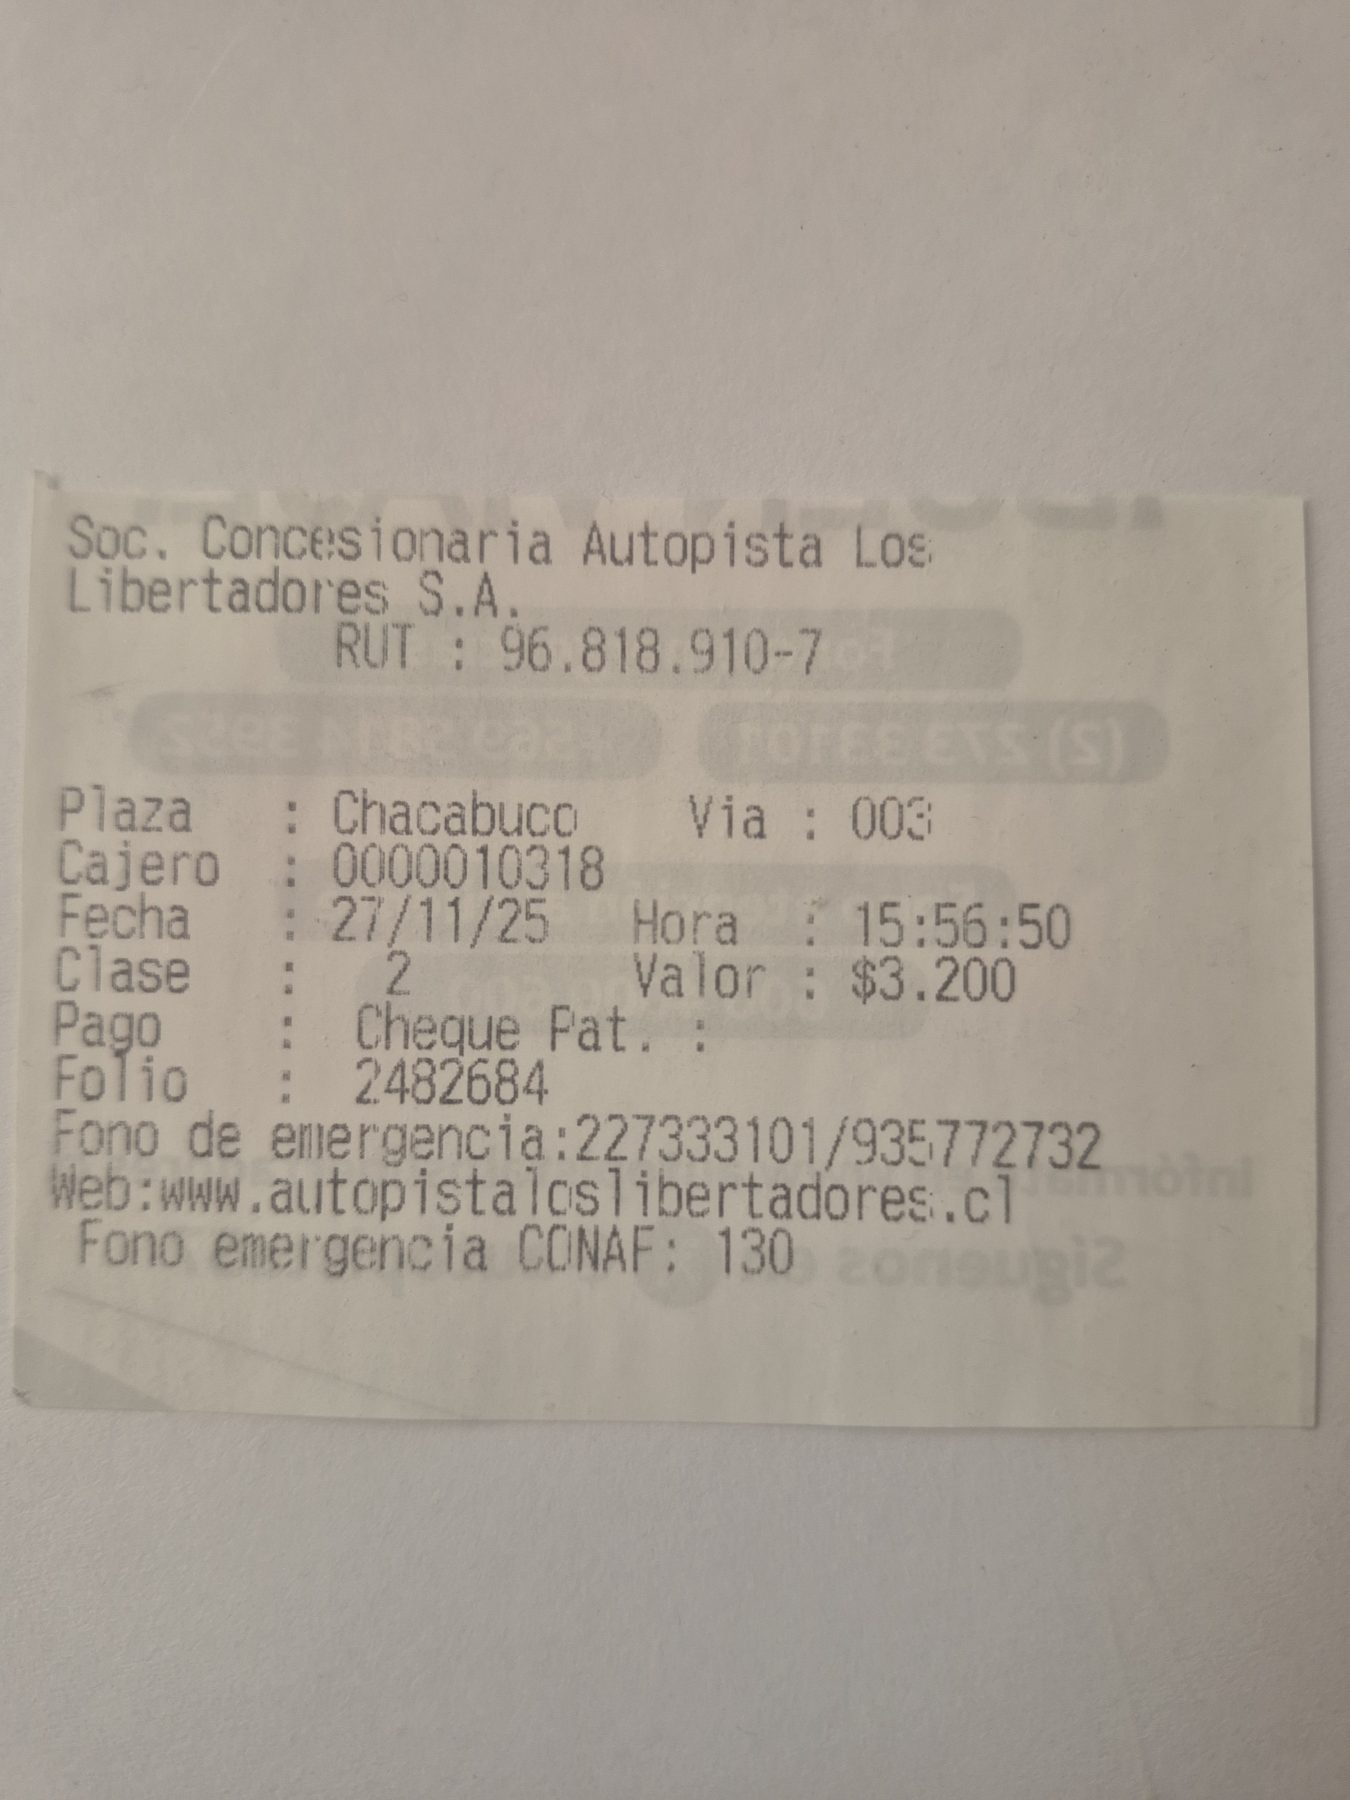 Soc. Concesionaria Autopista Los
Libertadores S.A.
RUT : 96.818.910-7
Plaza : Chacabuco Via : 003
Cajero : 0000010318
Fecha : 27/11/25 Hora : 15:56:50
Clase : 2 Valor : $3.200
Pago : Cheque Pat. :
Folio : 2482684
Fono de emergencia:227333101/935772732
Web:www.autopistaloslibertadores.cl
Fono emergencia CONAF: 130